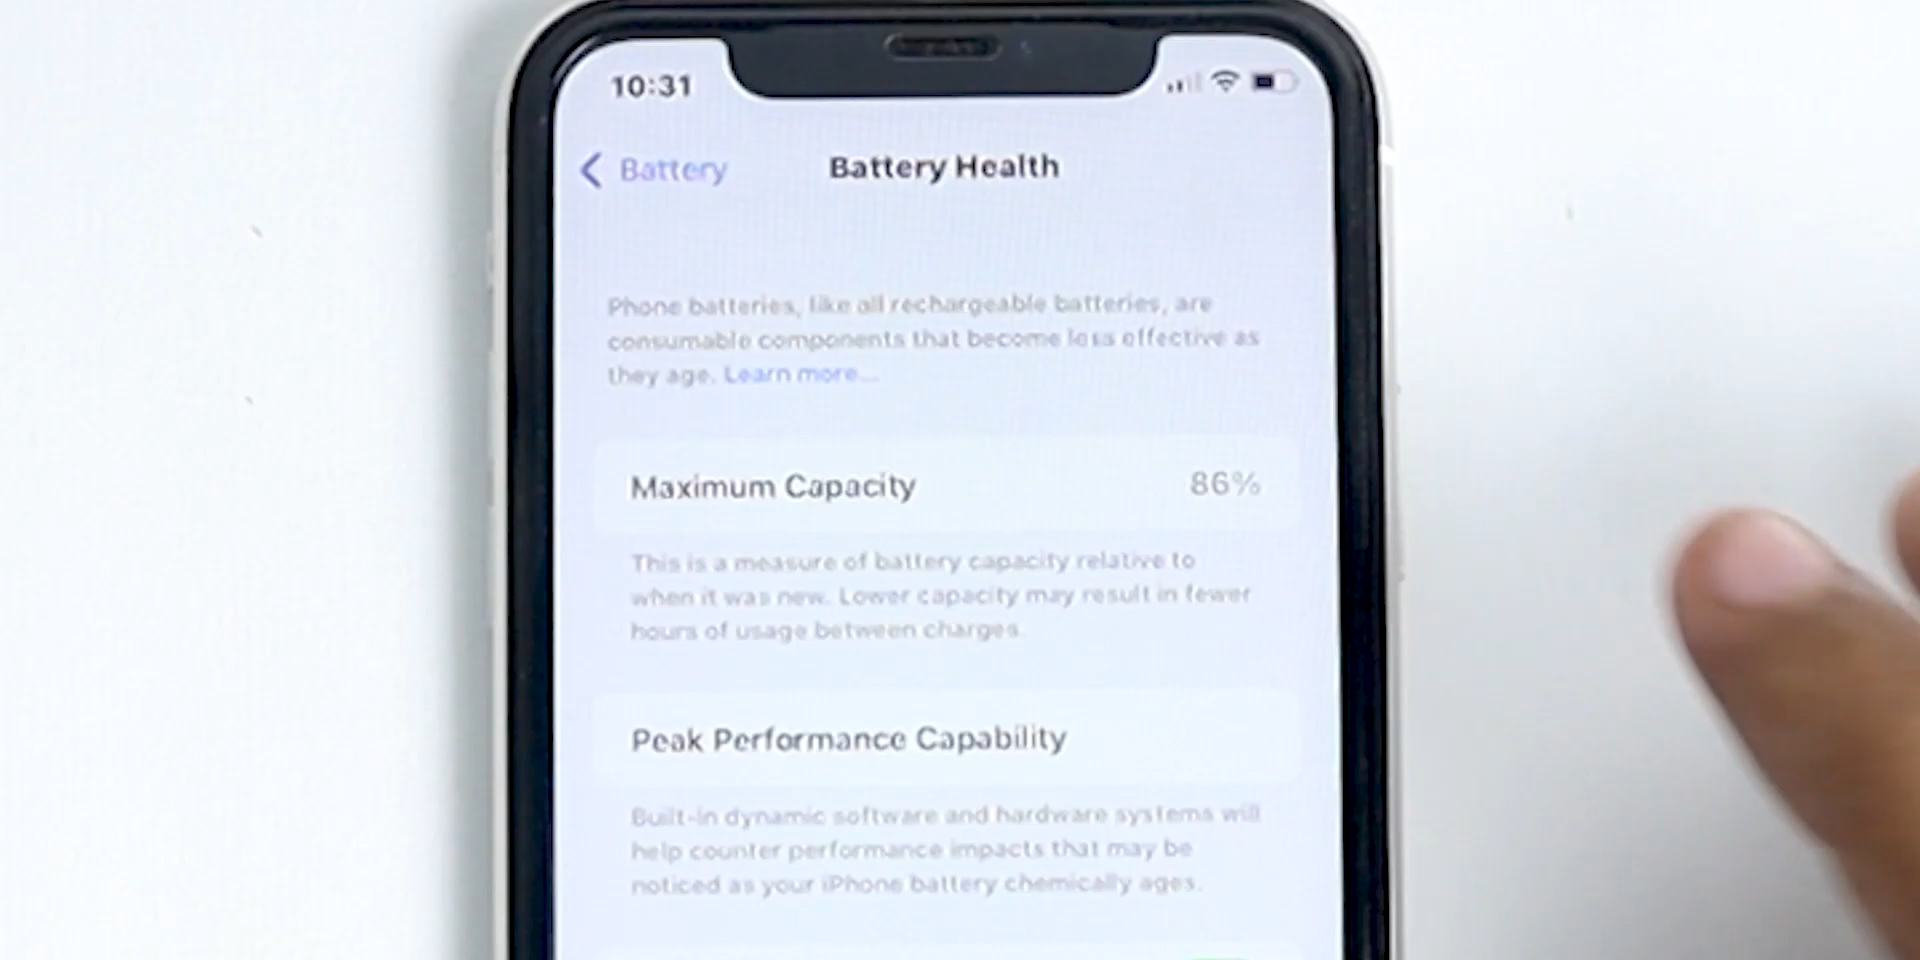 10:31
Battery
Battery Health
Phone batteries, like all rechargeable batteries, are
consumable components that become less effective as
they age. Learn more...
Maximum Capacity 86%
This is a measure of battery capacity relative to
when it was new. Lower capacity may result in fewer
hours of usage between charges.
Peak Performance Capability
Built-in dynamic software and hardware systems will
help counter performance impacts that may be
noticed as your iPhone battery chemically ages.